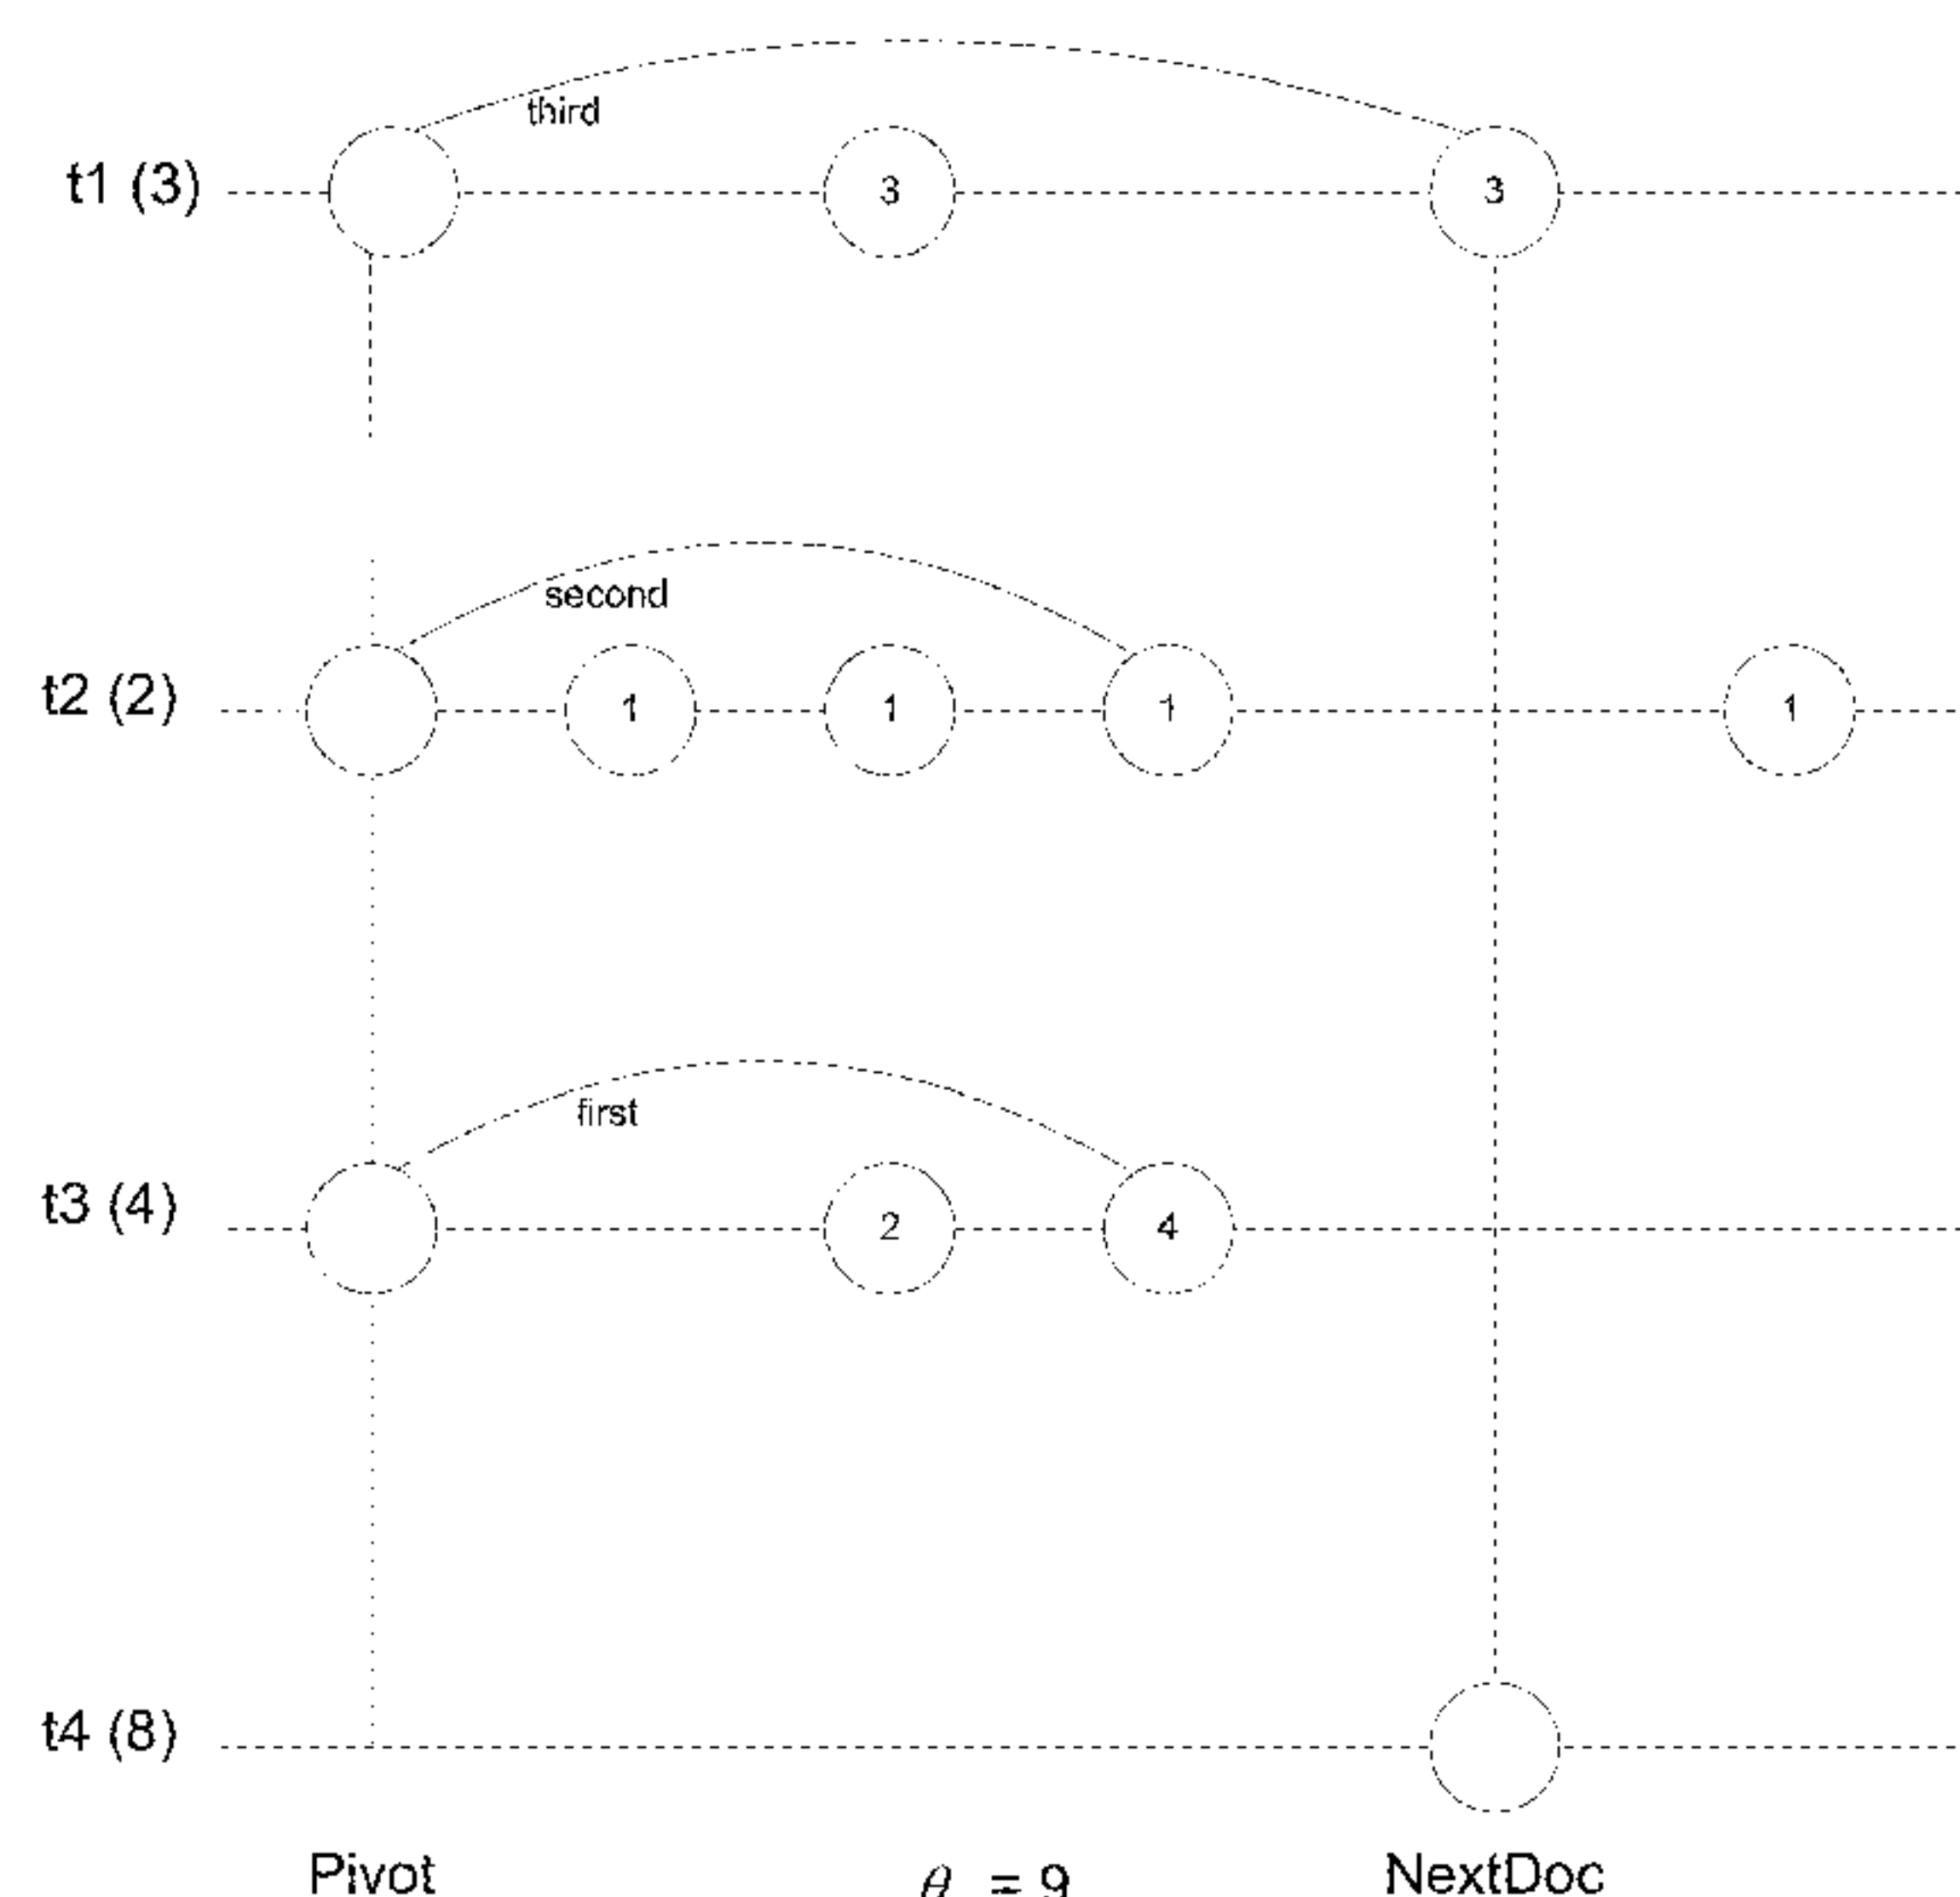 third
t1 (3) 3 3
second
t2 (2) 1 1 1 1
first
t3 (4) 2 4
t4 (8)
Pivot θ = 9 NextDoc